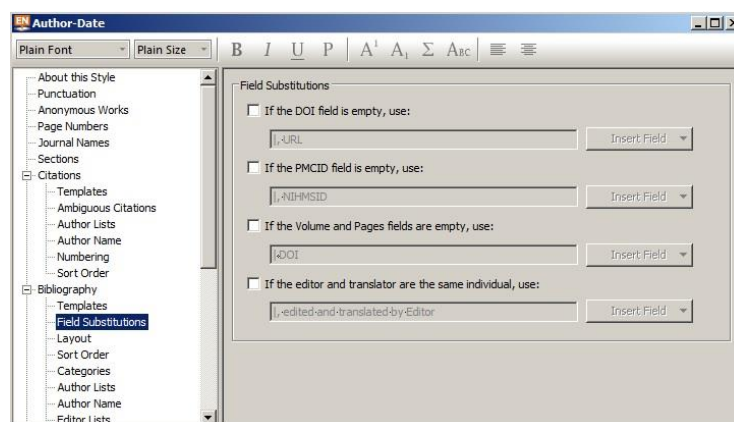 EN Author-Date
Plain Font Plain Size B I U P A¹ A₁ Σ ABC
About this Style
Punctuation
Anonymous Works
Page Numbers
Journal Names
Sections
Citations
Templates
Ambiguous Citations
Author Lists
Author Name
Numbering
Sort Order
Bibliography
Templates
Field Substitutions
Layout
Sort Order
Categories
Author Lists
Author Name
Editor Lists
Field Substitutions
If the DOI field is empty, use:
|,·URL Insert Field
If the PMCID field is empty, use:
|,·NIHMSID Insert Field
If the Volume and Pages fields are empty, use:
|·DOI Insert Field
If the editor and translator are the same individual, use:
|,·edited·and·translated·by·Editor Insert Field